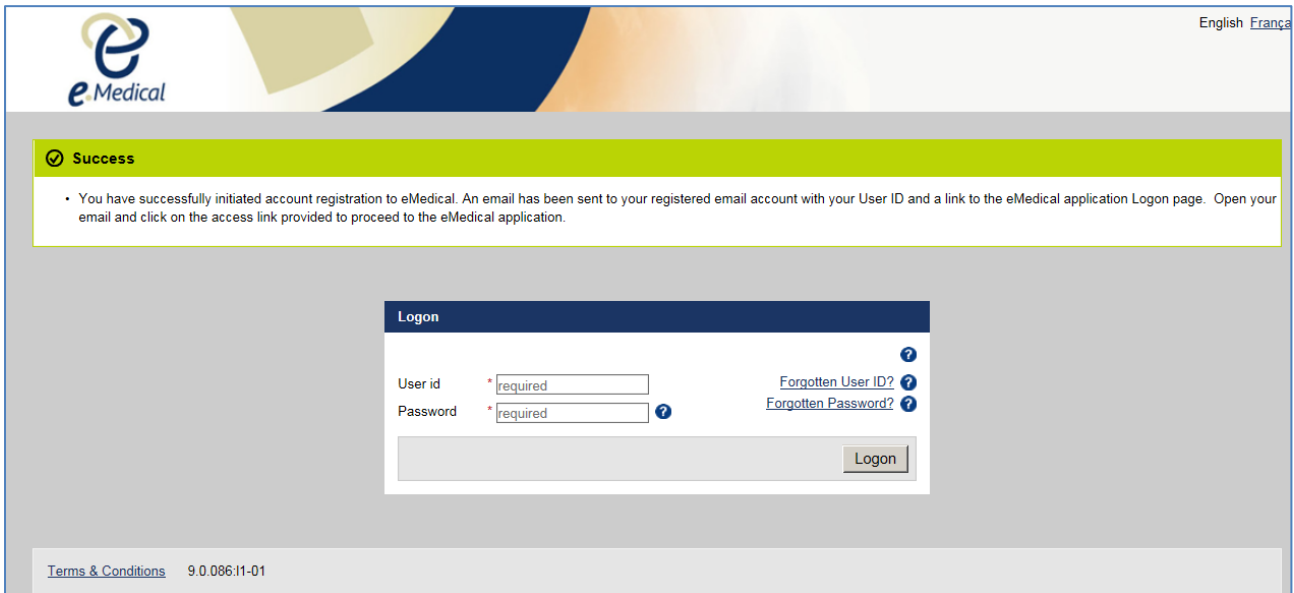 English França
e.Medical
Success
• You have successfully initiated account registration to eMedical. An email has been sent to your registered email account with your User ID and a link to the eMedical application Logon page. Open your
email and click on the access link provided to proceed to the eMedical application.
Logon
?
User id * required Forgotten User ID? ?
Password * required ? Forgotten Password? ?
Logon
Terms & Conditions 9.0.086:I1-01